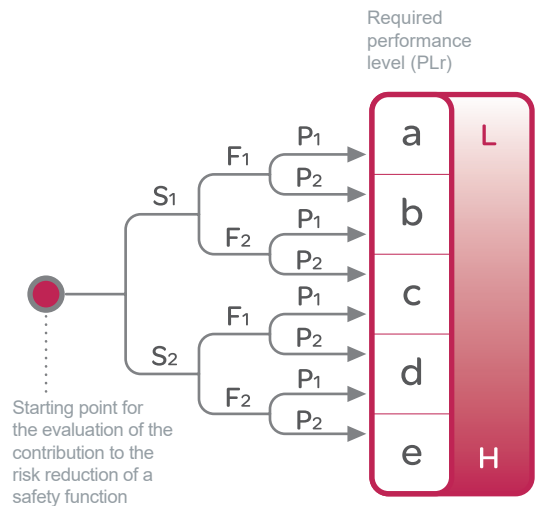 Required
performance
level (PLr)
a
L
P1
F1
P2
S1
b
P1
F2
P2
c
P1
F1
P2
S2
d
P1
F2
P2
e
H
Starting point for
the evaluation of the
contribution to the
risk reduction of a
safety function